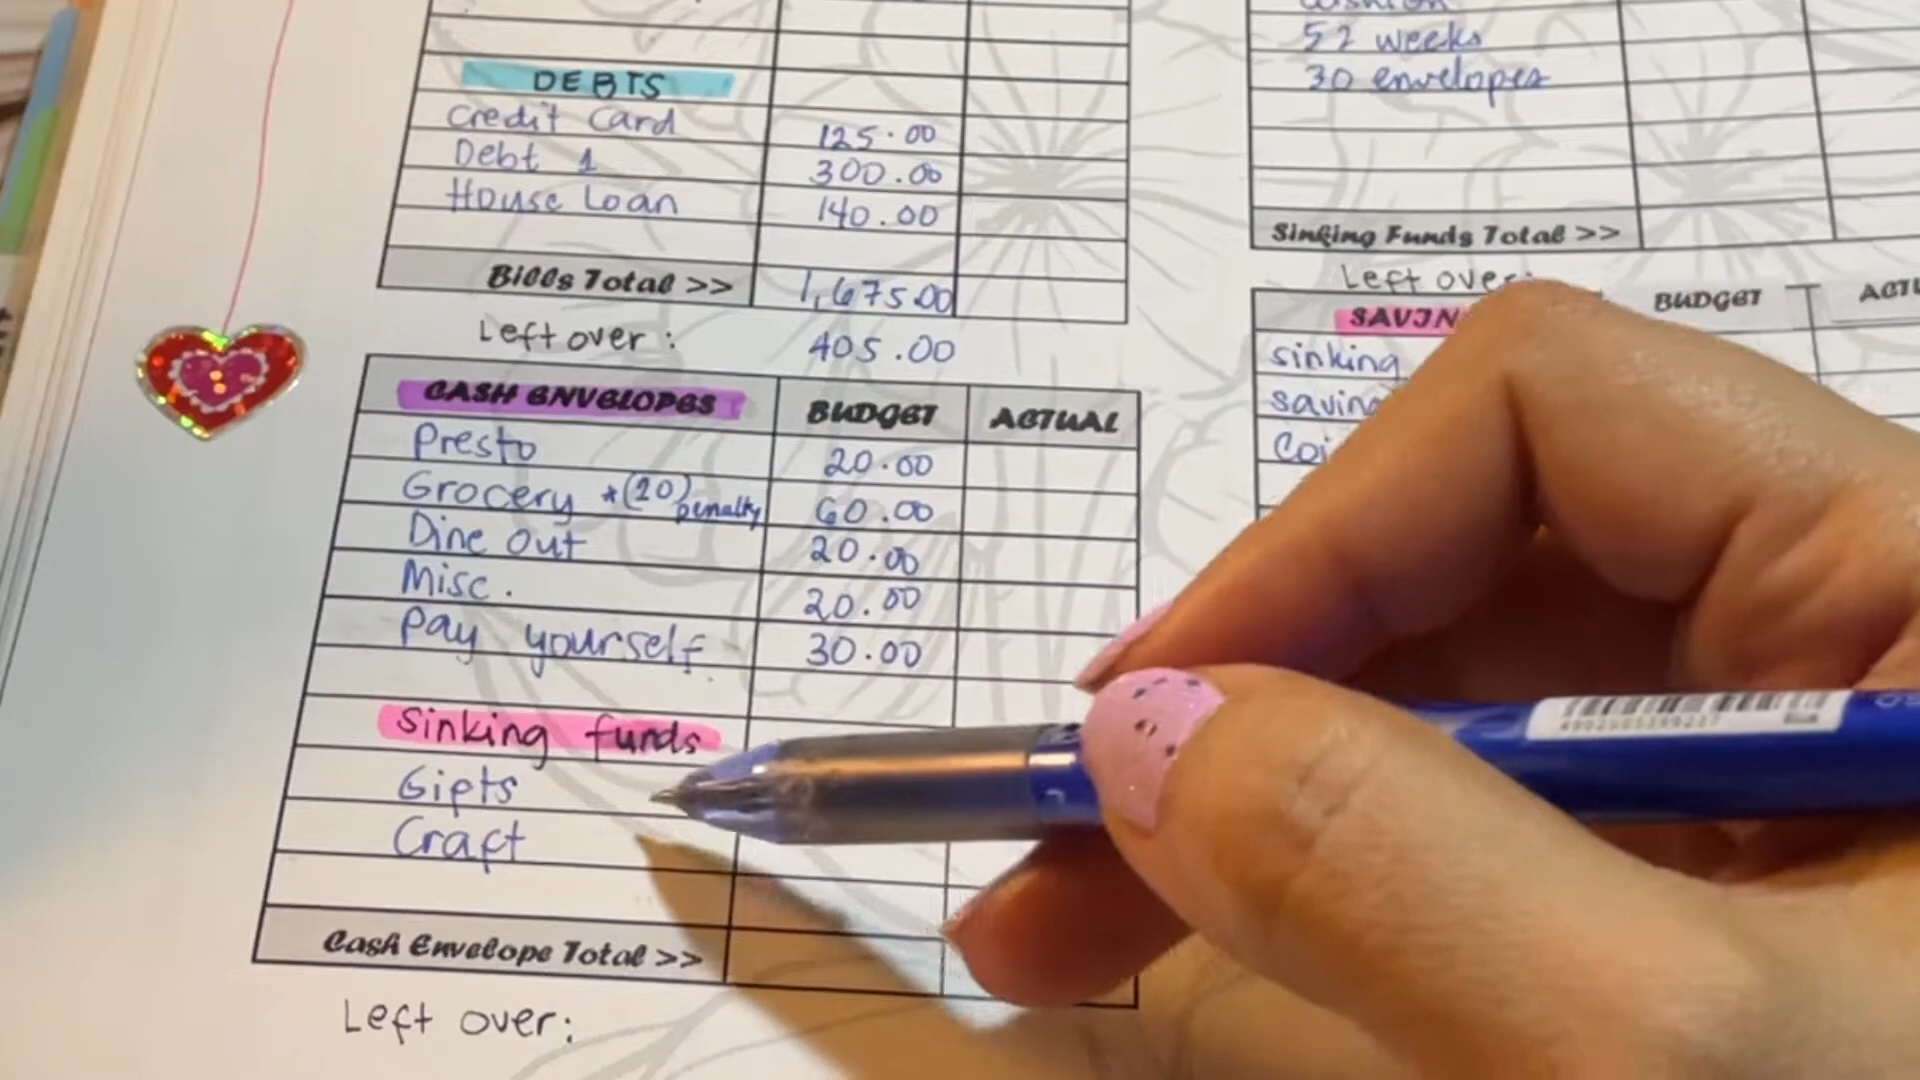 DEBTS
Credit Card 125.00
Debt 1 300.00
House Loan 140.00
Bills Total >> 1,675.00
Left over: 405.00
CASH ENVELOPES BUDGET ACTUAL
Presto 20.00
Grocery *(20) penalty 60.00
Dine Out 20.00
Misc. 20.00
Pay yourself. 30.00
Sinking funds
Gifts
Craft
Cash Envelope Total >>
Left over:
52 weeks
30 envelopes
Sinking Funds Total >>
Left over:
BUDGET
sinking